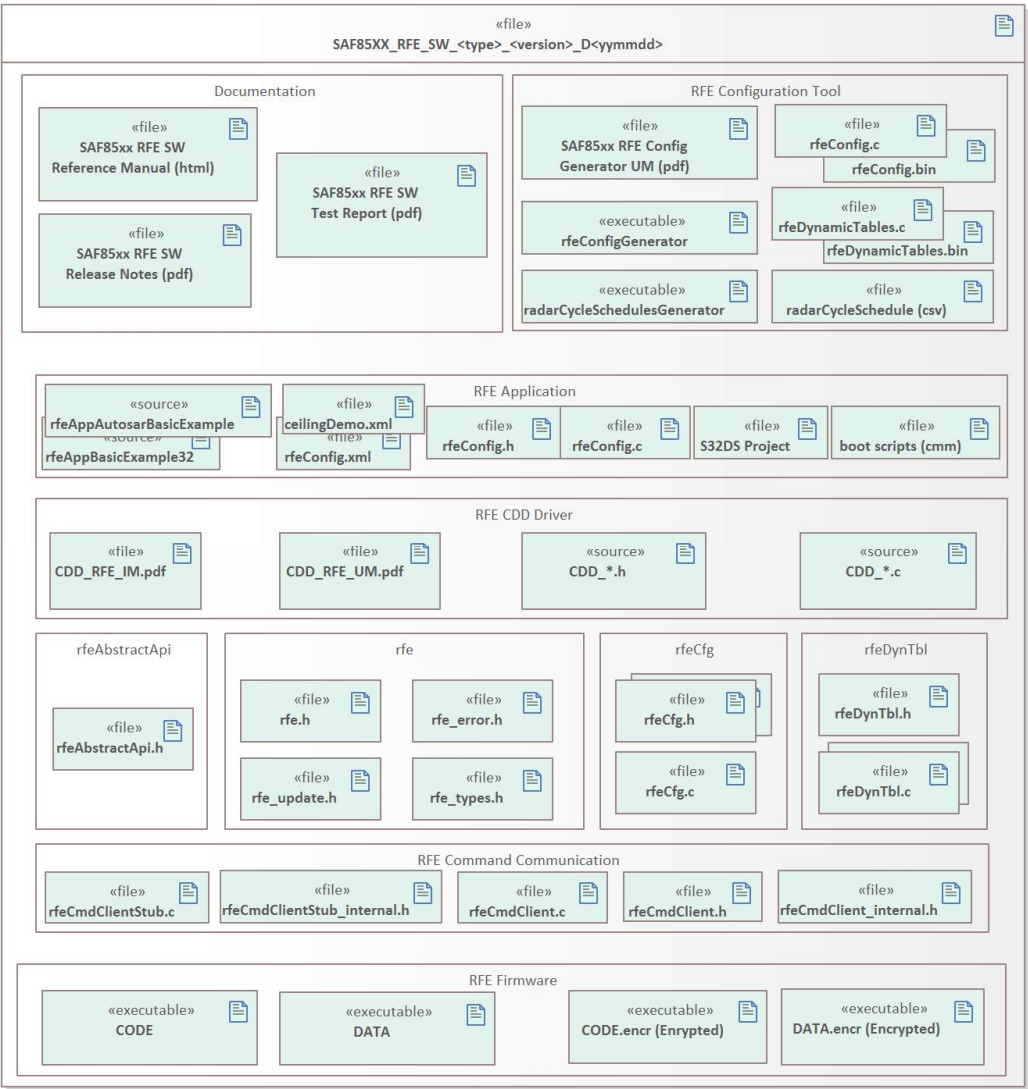 «file»
SAF85XX_RFE_SW_<type>_<version>_D<yymmdd>
Documentation
«file»
SAF85xx RFE SW
Reference Manual (html)
«file»
SAF85xx RFE SW
Test Report (pdf)
«file»
SAF85xx RFE SW
Release Notes (pdf)
RFE Configuration Tool
«file»
SAF85xx RFE Config
Generator UM (pdf)
«file»
rfeConfig.c
rfeConfig.bin
«executable»
rfeConfigGenerator
«file»
rfeDynamicTables.c
rfeDynamicTables.bin
«executable»
radarCycleSchedulesGenerator
«file»
radarCycleSchedule (csv)
RFE Application
«source»
rfeAppAutosarBasicExample
«source»
rfeAppBasicExample32
«file»
ceilingDemo.xml
«file»
rfeConfig.xml
«file»
rfeConfig.h
«file»
rfeConfig.c
«file»
S32DS Project
«file»
boot scripts (cmm)
RFE CDD Driver
«file»
CDD_RFE_IM.pdf
«file»
CDD_RFE_UM.pdf
«source»
CDD_*.h
«source»
CDD_*.c
rfeAbstractApi
«file»
rfeAbstractApi.h
rfe
«file»
rfe.h
«file»
rfe_error.h
«file»
rfe_update.h
«file»
rfe_types.h
rfeCfg
«file»
rfeCfg.h
«file»
rfeCfg.c
rfeDynTbl
«file»
rfeDynTbl.h
«file»
rfeDynTbl.c
RFE Command Communication
«file»
rfeCmdClientStub.c
«file»
rfeCmdClientStub_internal.h
«file»
rfeCmdClient.c
«file»
rfeCmdClient.h
«file»
rfeCmdClient_internal.h
RFE Firmware
«executable»
CODE
«executable»
DATA
«executable»
CODE.encr (Enrypted)
«executable»
DATA.encr (Encrypted)